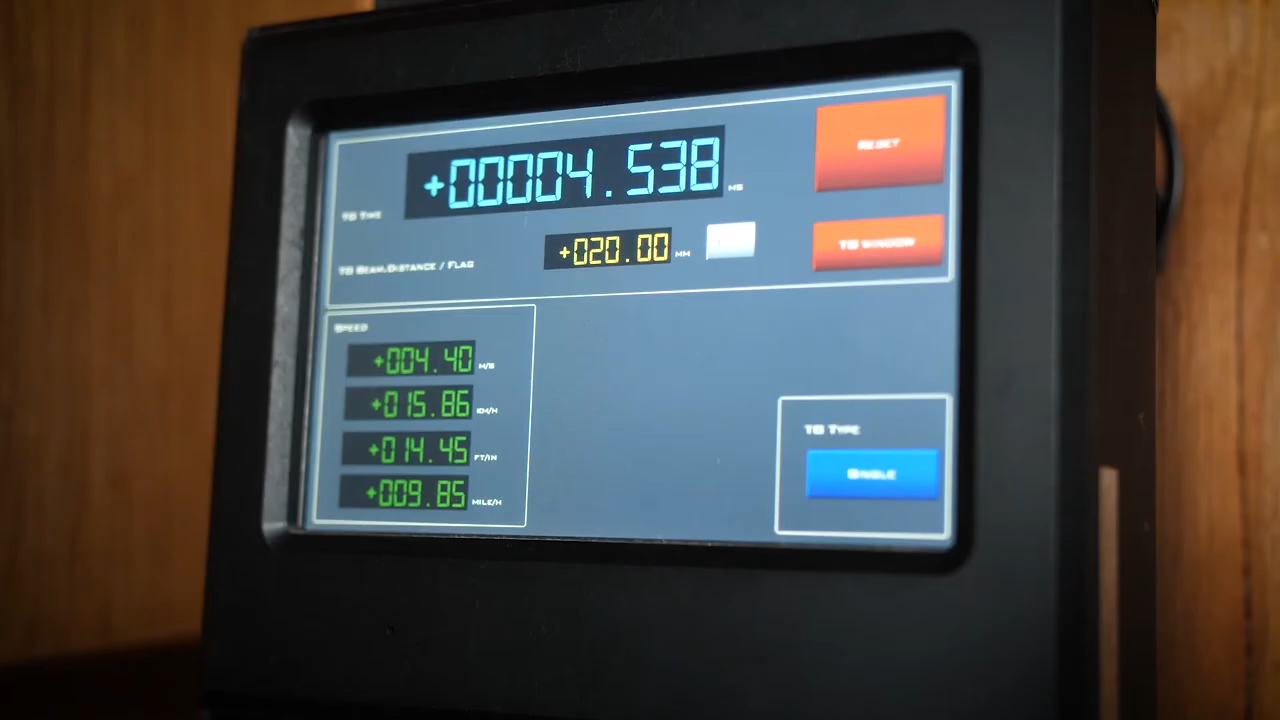 +00004.538 MS
RESET
TG TIME
TG WINDOW
TG BEAM.DISTANCE / FLAG
+020.00 MM
SPEED
+004.40 M/S
+015.86 KM/H
+014.45 FT/IN
+009.85 MILE/H
TG TYPE
SINGLE